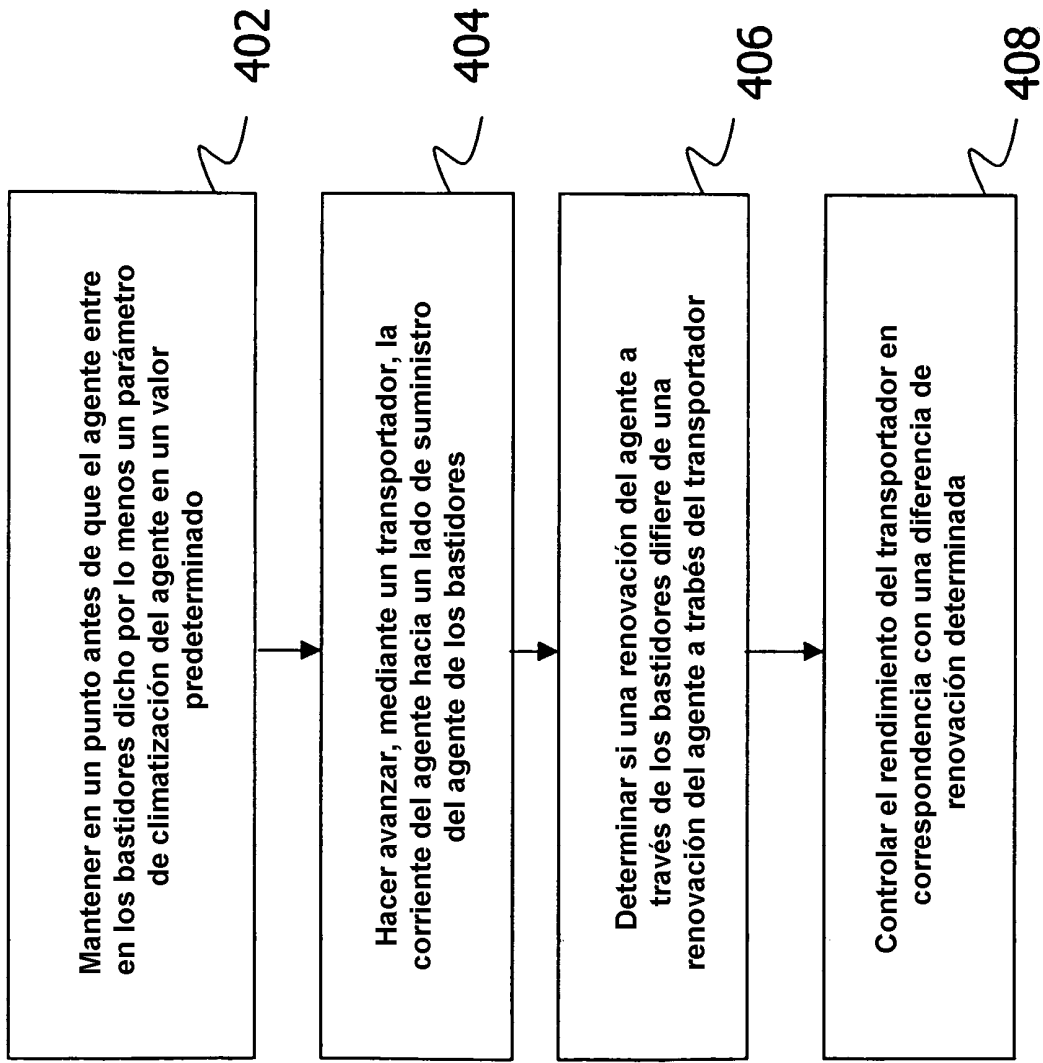 Mantener en un punto antes de que el agente entre
en los bastidores dicho por lo menos un parámetro
de climatización del agente en un valor
predeterminado
402
Hacer avanzar, mediante un transportador, la
corriente del agente hacia un lado de suministro
del agente de los bastidores
404
Determinar si una renovación del agente a
través de los bastidores difiere de una
renovación del agente a trabés del transportador
406
Controlar el rendimiento del transportador en
correspondencia con una diferencia de
renovación determinada
408